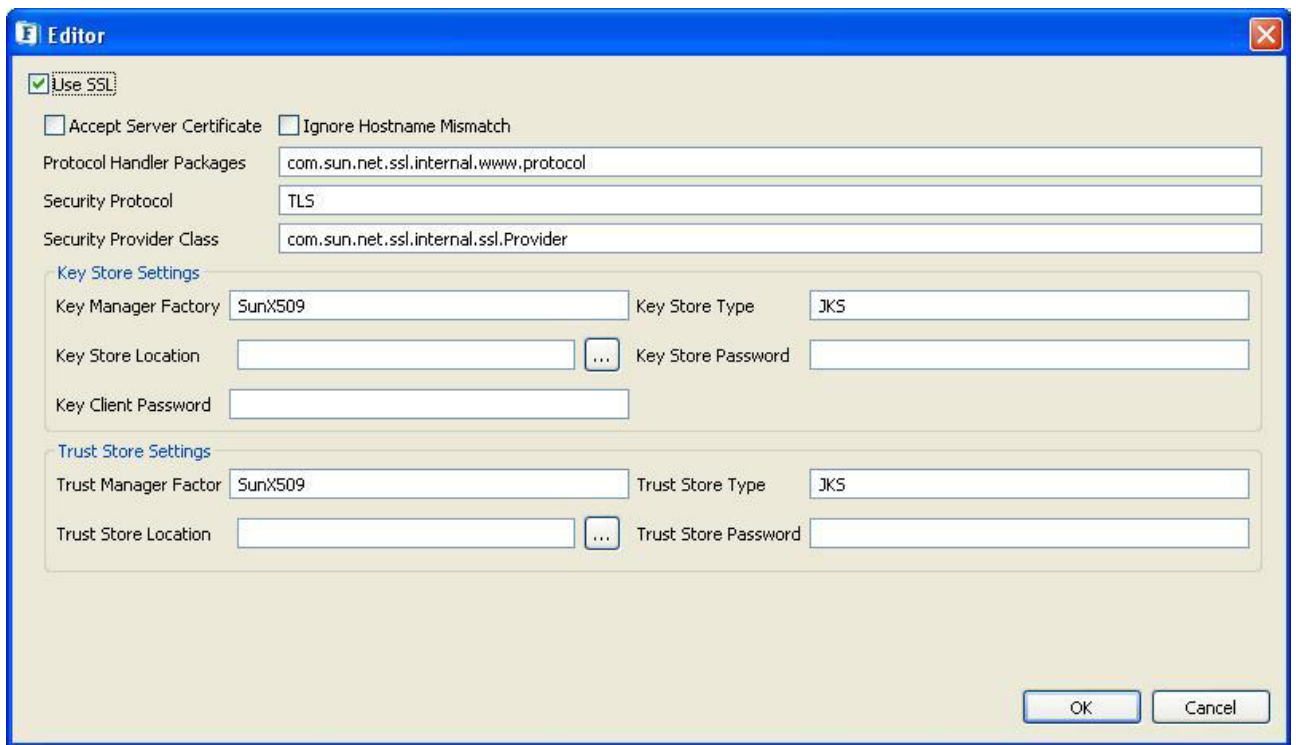 Editor
Use SSL
Accept Server Certificate Ignore Hostname Mismatch
Protocol Handler Packages com.sun.net.ssl.internal.www.protocol
Security Protocol TLS
Security Provider Class com.sun.net.ssl.internal.ssl.Provider
Key Store Settings
Key Manager Factory SunX509 Key Store Type JKS
Key Store Location ... Key Store Password
Key Client Password
Trust Store Settings
Trust Manager Factor SunX509 Trust Store Type JKS
Trust Store Location ... Trust Store Password
OK Cancel